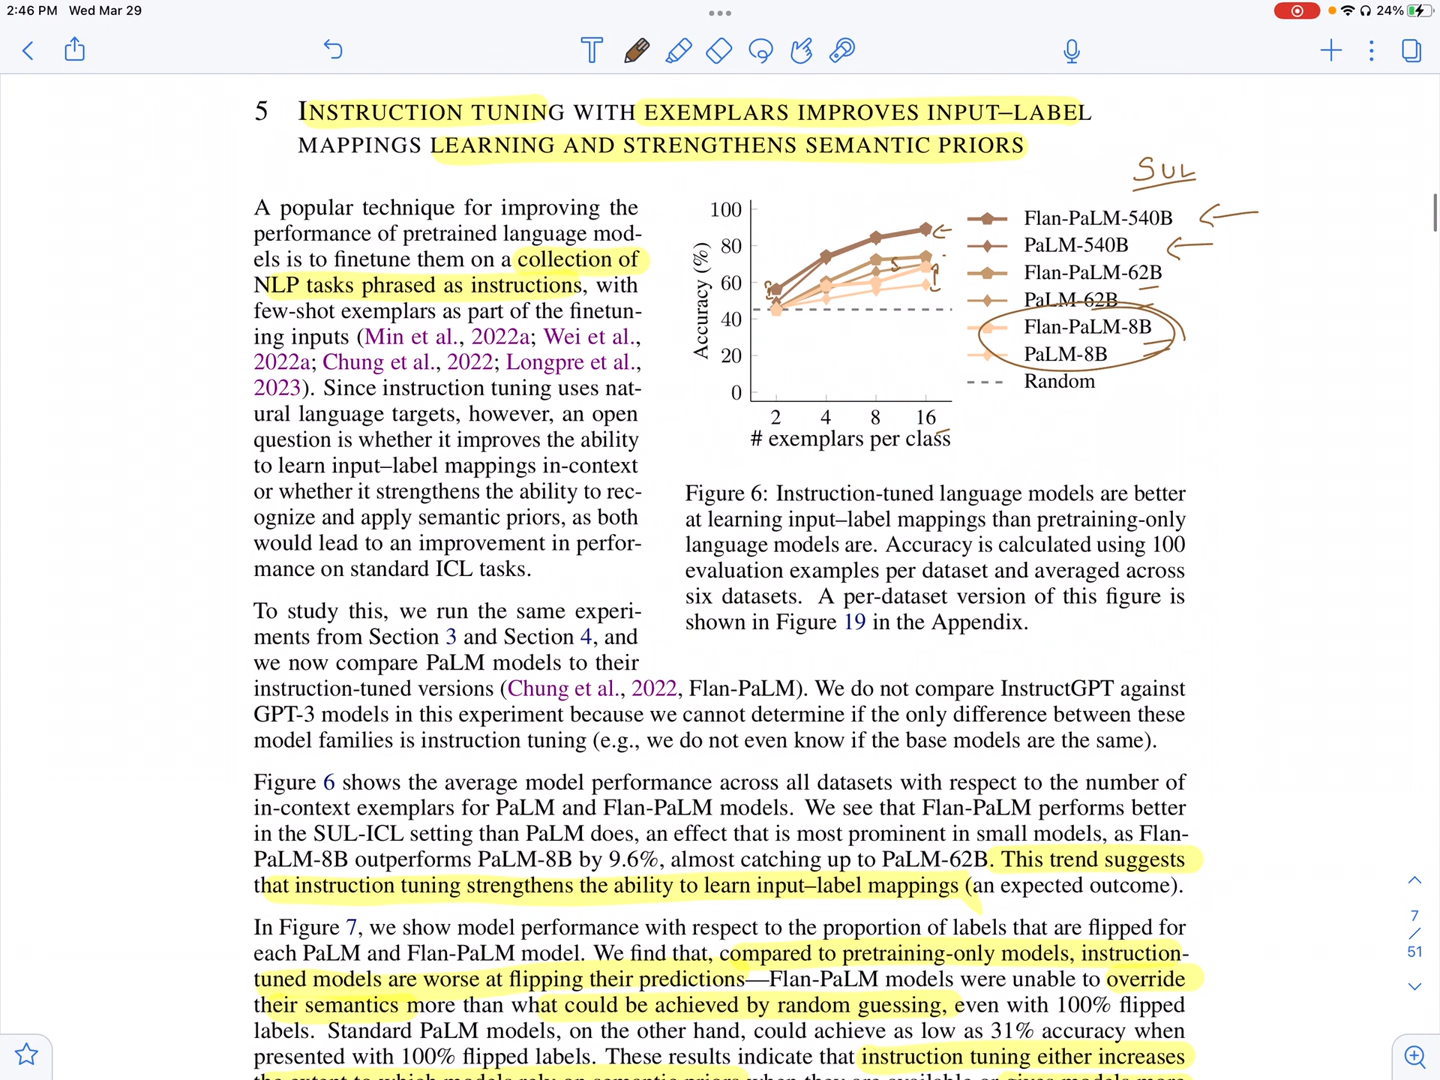 2:46 PM Wed Mar 29
24%
5 INSTRUCTION TUNING WITH EXEMPLARS IMPROVES INPUT–LABEL
MAPPINGS LEARNING AND STRENGTHENS SEMANTIC PRIORS
A popular technique for improving the
performance of pretrained language mod-
els is to finetune them on a collection of
NLP tasks phrased as instructions, with
few-shot exemplars as part of the finetun-
ing inputs (Min et al., 2022a; Wei et al.,
2022a; Chung et al., 2022; Longpre et al.,
2023). Since instruction tuning uses nat-
ural language targets, however, an open
question is whether it improves the ability
to learn input–label mappings in-context
or whether it strengthens the ability to rec-
ognize and apply semantic priors, as both
would lead to an improvement in perfor-
mance on standard ICL tasks.
To study this, we run the same experi-
ments from Section 3 and Section 4, and
we now compare PaLM models to their
SUL
Accuracy (%)
100
80
60
40
20
0
2 4 8 16
# exemplars per class
Flan-PaLM-540B
PaLM-540B
Flan-PaLM-62B
PaLM-62B
Flan-PaLM-8B
PaLM-8B
Random
Figure 6: Instruction-tuned language models are better
at learning input–label mappings than pretraining-only
language models are. Accuracy is calculated using 100
evaluation examples per dataset and averaged across
six datasets. A per-dataset version of this figure is
shown in Figure 19 in the Appendix.
instruction-tuned versions (Chung et al., 2022, Flan-PaLM). We do not compare InstructGPT against
GPT-3 models in this experiment because we cannot determine if the only difference between these
model families is instruction tuning (e.g., we do not even know if the base models are the same).
Figure 6 shows the average model performance across all datasets with respect to the number of
in-context exemplars for PaLM and Flan-PaLM models. We see that Flan-PaLM performs better
in the SUL-ICL setting than PaLM does, an effect that is most prominent in small models, as Flan-
PaLM-8B outperforms PaLM-8B by 9.6%, almost catching up to PaLM-62B. This trend suggests
that instruction tuning strengthens the ability to learn input–label mappings (an expected outcome).
In Figure 7, we show model performance with respect to the proportion of labels that are flipped for
each PaLM and Flan-PaLM model. We find that, compared to pretraining-only models, instruction-
tuned models are worse at flipping their predictions—Flan-PaLM models were unable to override
their semantics more than what could be achieved by random guessing, even with 100% flipped
labels. Standard PaLM models, on the other hand, could achieve as low as 31% accuracy when
presented with 100% flipped labels. These results indicate that instruction tuning either increases
the extent to which models rely on semantic priors when they are available or gives models more
7
/
51